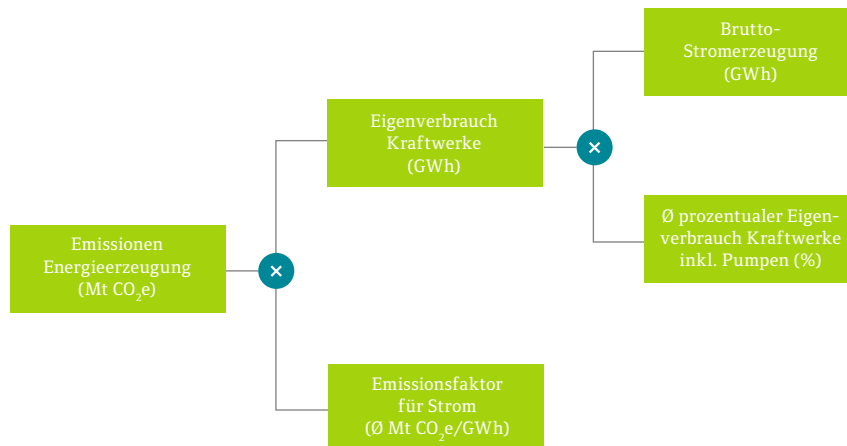 Brutto-
Stromerzeugung
(GWh)
Eigenverbrauch
Kraftwerke
(GWh)
×
Ø prozentualer Eigen-
verbrauch Kraftwerke
inkl. Pumpen (%)
Emissionen
Energieerzeugung
(Mt CO₂e)
×
Emissionsfaktor
für Strom
(Ø Mt CO₂e/GWh)